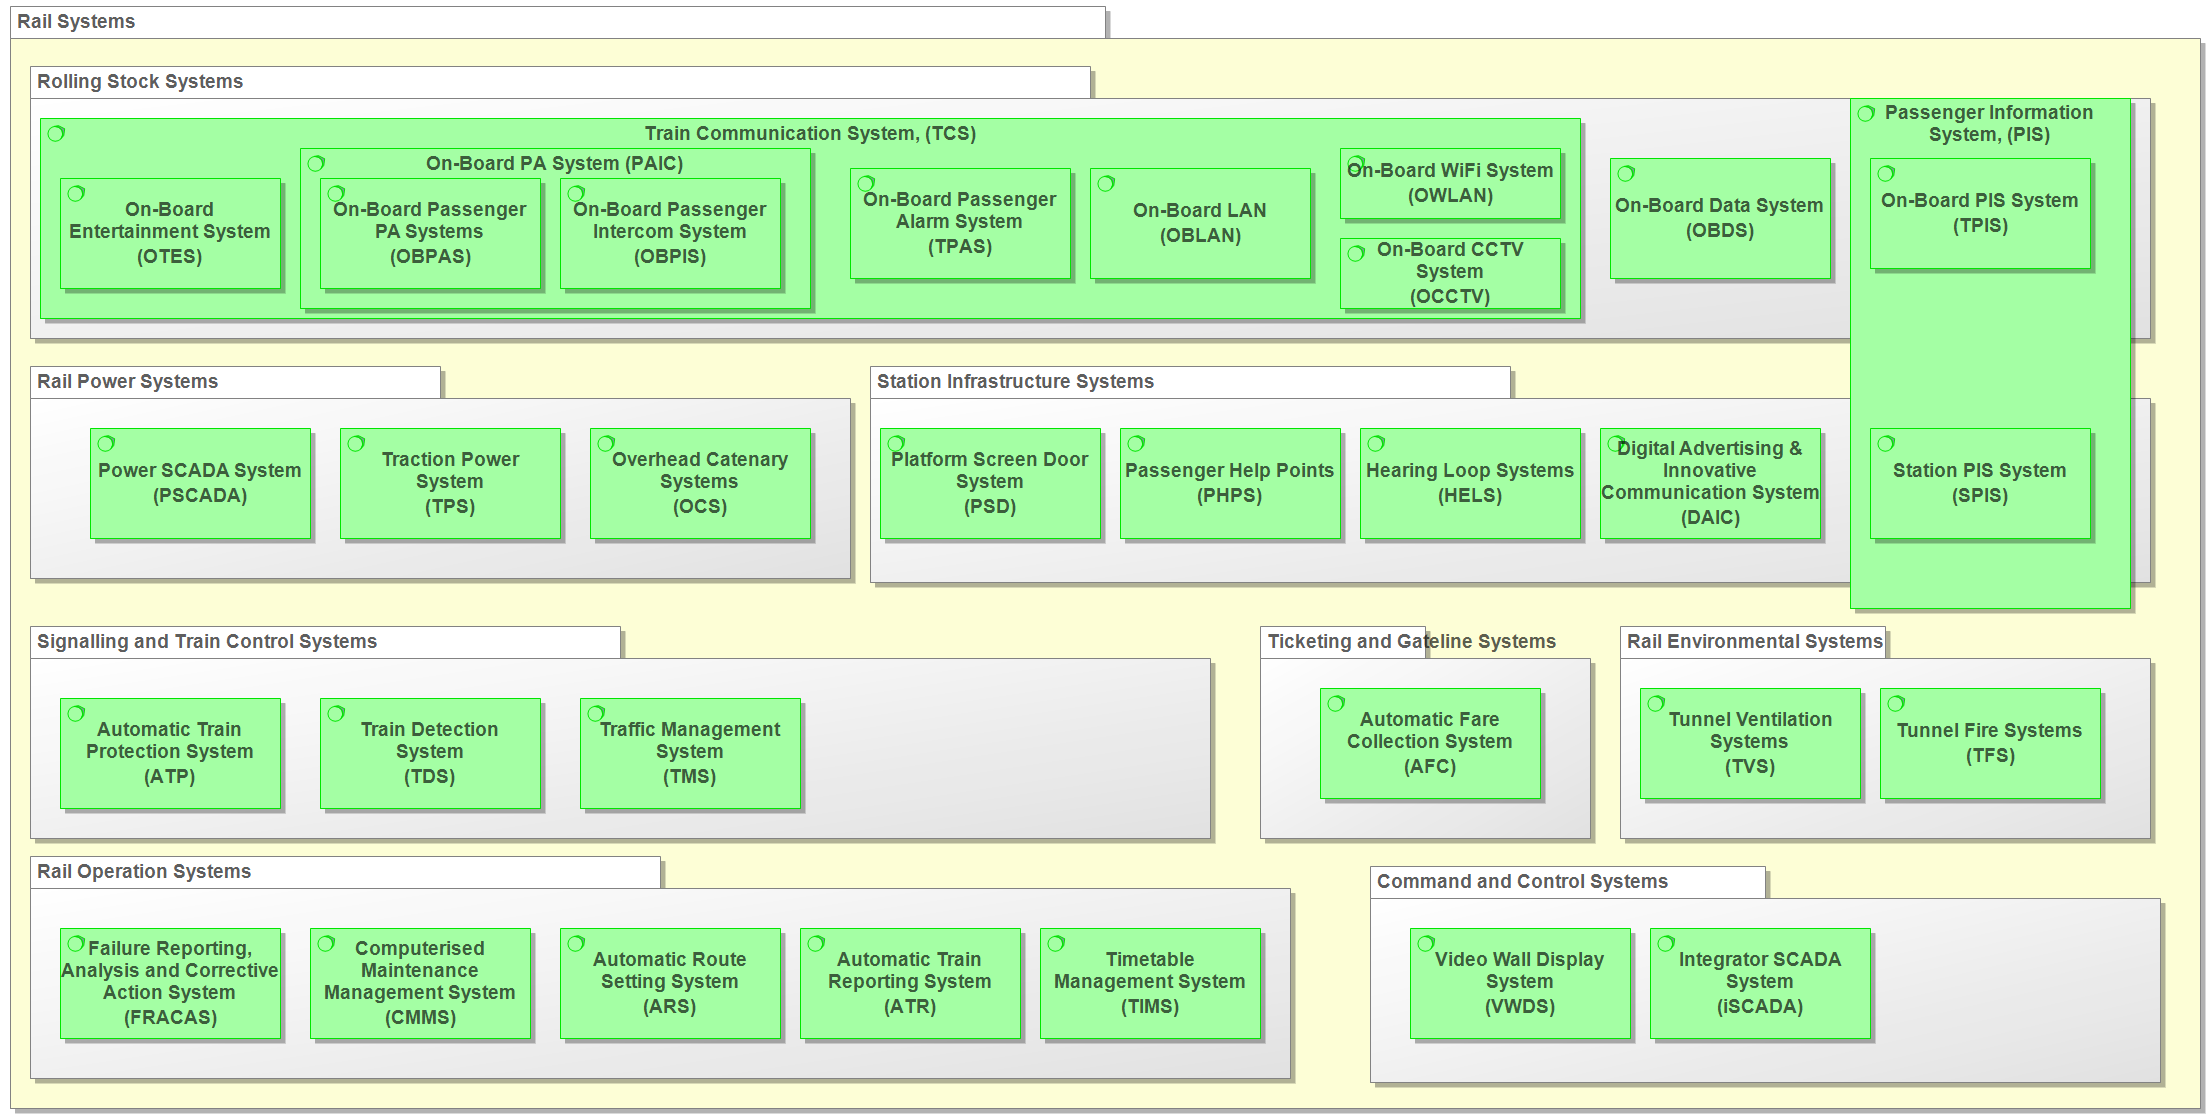 Rail Systems
Rolling Stock Systems
Train Communication System, (TCS)
On-Board
Entertainment System
(OTES)
On-Board PA System (PAIC)
On-Board Passenger
PA Systems
(OBPAS)
On-Board Passenger
Intercom System
(OBPIS)
On-Board Passenger
Alarm System
(TPAS)
On-Board LAN
(OBLAN)
On-Board WiFi System
(OWLAN)
On-Board CCTV
System
(OCCTV)
On-Board Data System
(OBDS)
Passenger Information
System, (PIS)
On-Board PIS System
(TPIS)
Rail Power Systems
Power SCADA System
(PSCADA)
Traction Power
System
(TPS)
Overhead Catenary
Systems
(OCS)
Station Infrastructure Systems
Platform Screen Door
System
(PSD)
Passenger Help Points
(PHPS)
Hearing Loop Systems
(HELS)
Digital Advertising &
Innovative
Communication System
(DAIC)
Station PIS System
(SPIS)
Signalling and Train Control Systems
Automatic Train
Protection System
(ATP)
Train Detection
System
(TDS)
Traffic Management
System
(TMS)
Ticketing and Gateline Systems
Automatic Fare
Collection System
(AFC)
Rail Environmental Systems
Tunnel Ventilation
Systems
(TVS)
Tunnel Fire Systems
(TFS)
Rail Operation Systems
Failure Reporting,
Analysis and Corrective
Action System
(FRACAS)
Computerised
Maintenance
Management System
(CMMS)
Automatic Route
Setting System
(ARS)
Automatic Train
Reporting System
(ATR)
Timetable
Management System
(TIMS)
Command and Control Systems
Video Wall Display
System
(VWDS)
Integrator SCADA
System
(iSCADA)